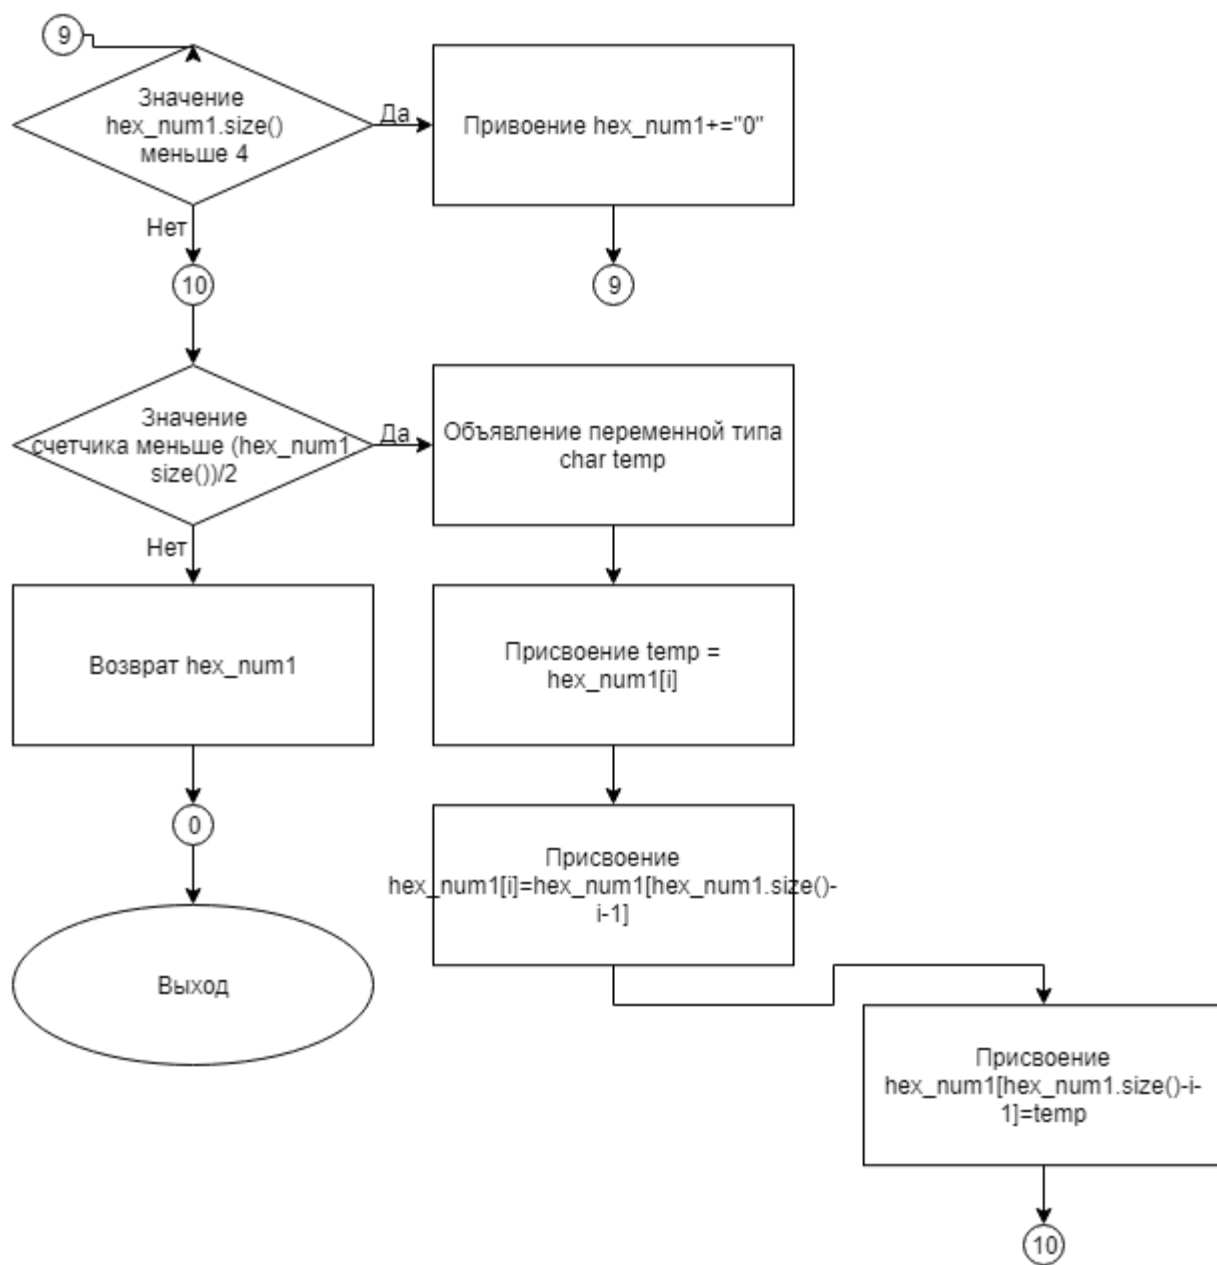 9
Значение
hex_num1.size()
меньше 4
Да
Привоение hex_num1+="0"
Нет
10
9
Значение
счетчика меньше (hex_num1
size())/2
Да
Объявление переменной типа
char temp
Нет
Возврат hex_num1
Присвоение temp =
hex_num1[i]
0
Присвоение
hex_num1[i]=hex_num1[hex_num1.size()-
i-1]
Выход
Присвоение
hex_num1[hex_num1.size()-i-
1]=temp
10